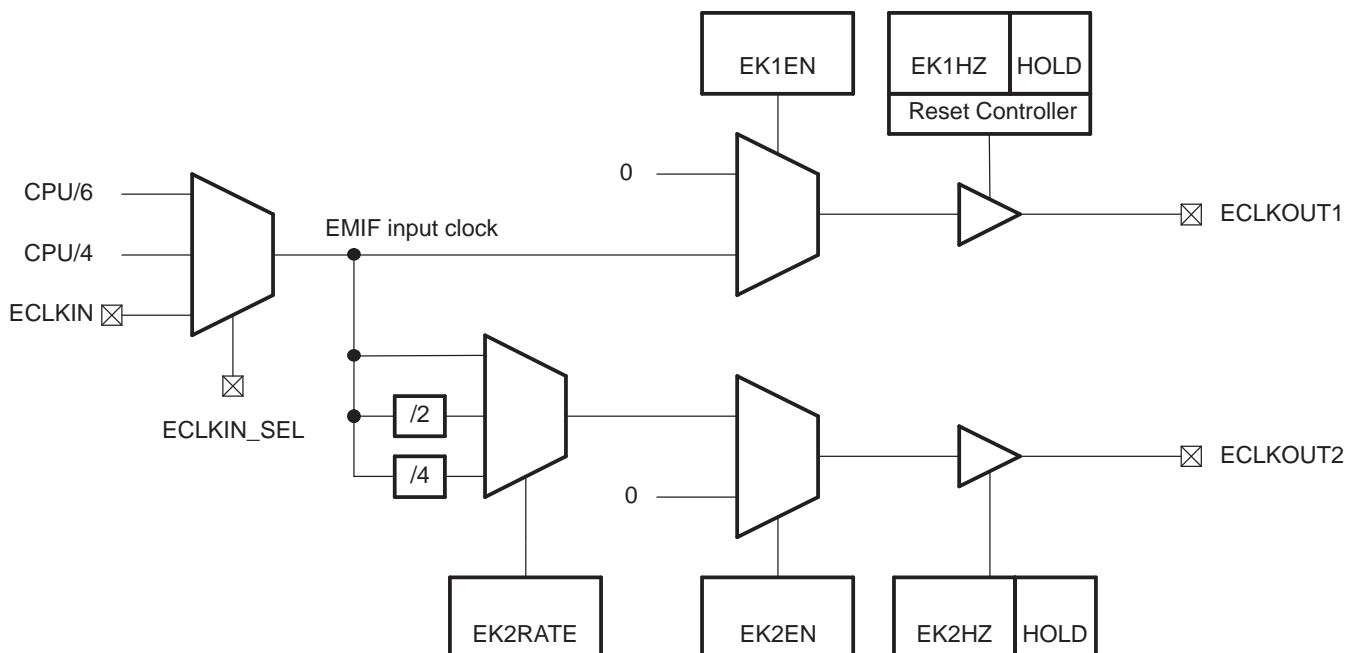 EK1EN
EK1HZ
HOLD
Reset Controller
0
CPU/6
ECLKOUT1
EMIF input clock
CPU/4
ECLKIN
/2
ECLKIN_SEL
ECLKOUT2
/4
0
EK2RATE
EK2EN
EK2HZ
HOLD